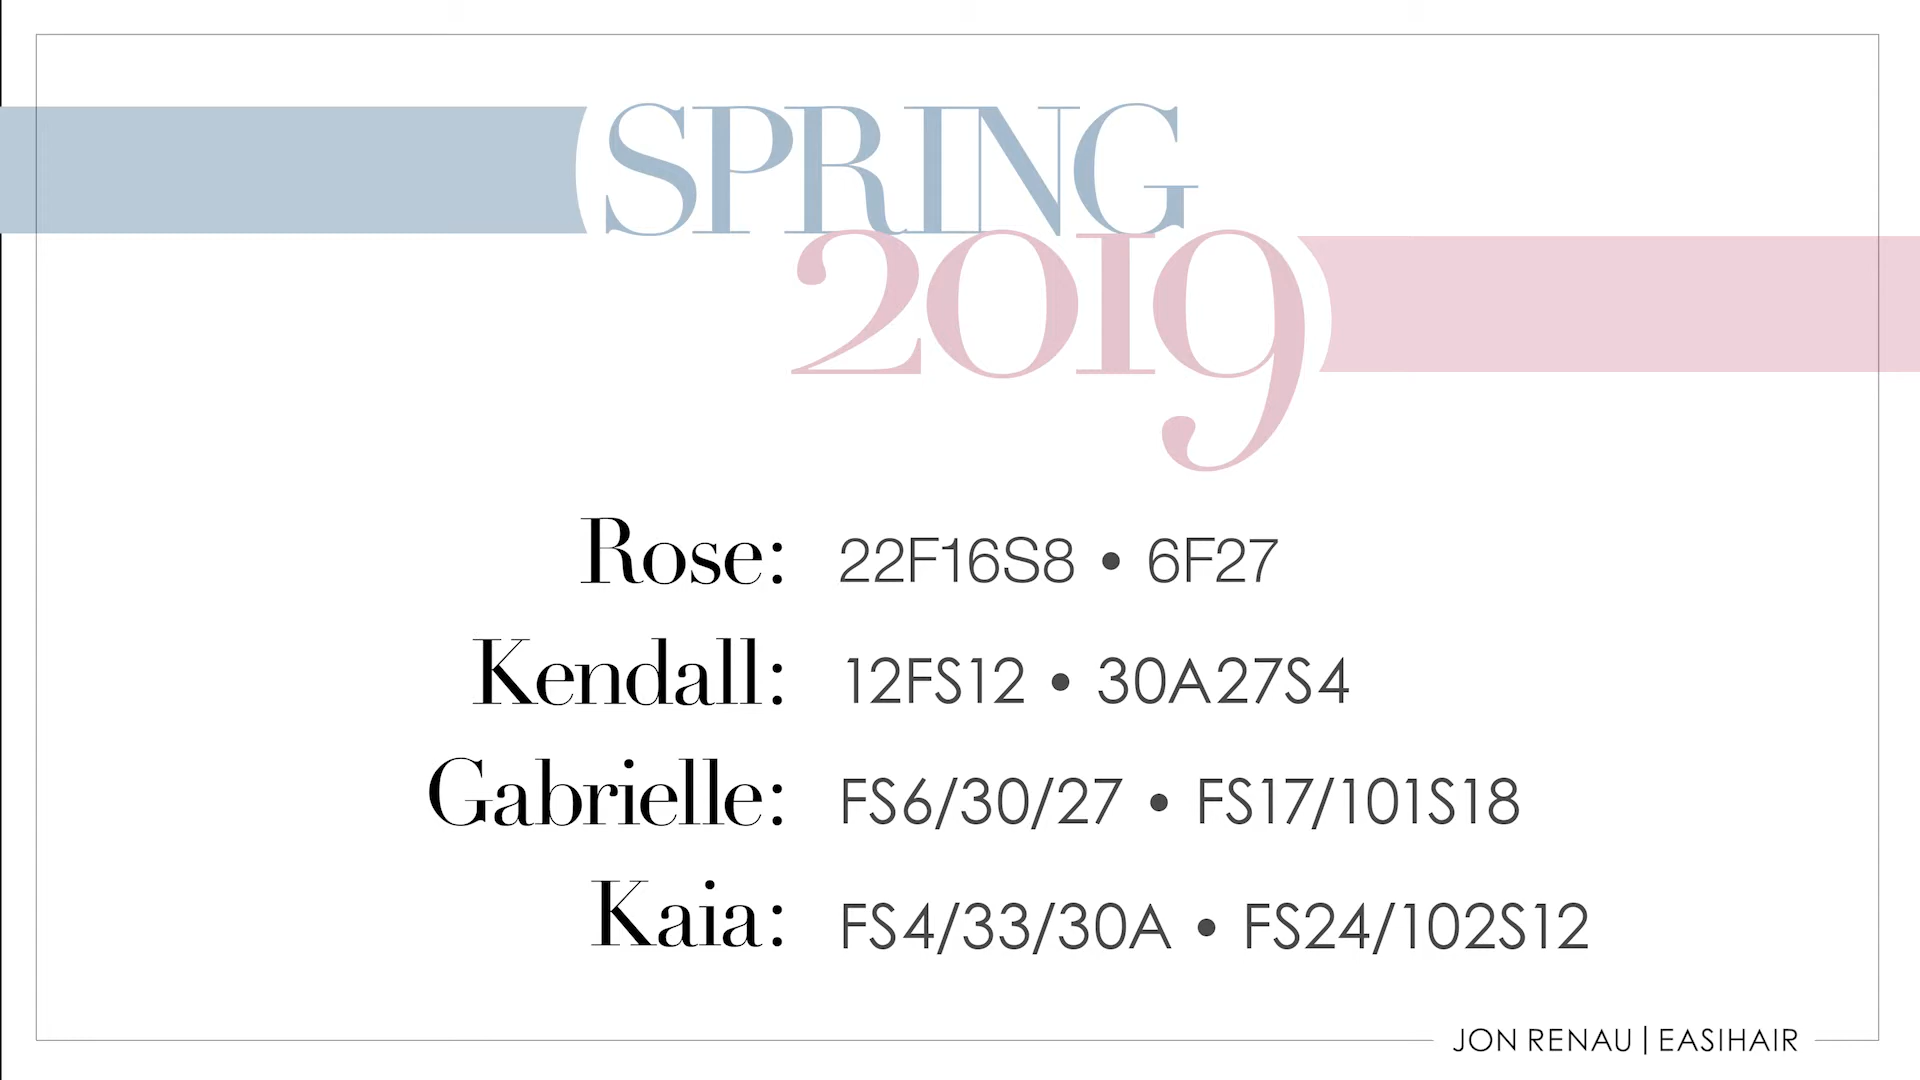 SPRING
2019
Rose: 22F16S8 • 6F27
Kendall: 12FS12 • 30A27S4
Gabrielle: FS6/30/27 • FS17/101S18
Kaia: FS4/33/30A • FS24/102S12
JON RENAU | EASIHAIR